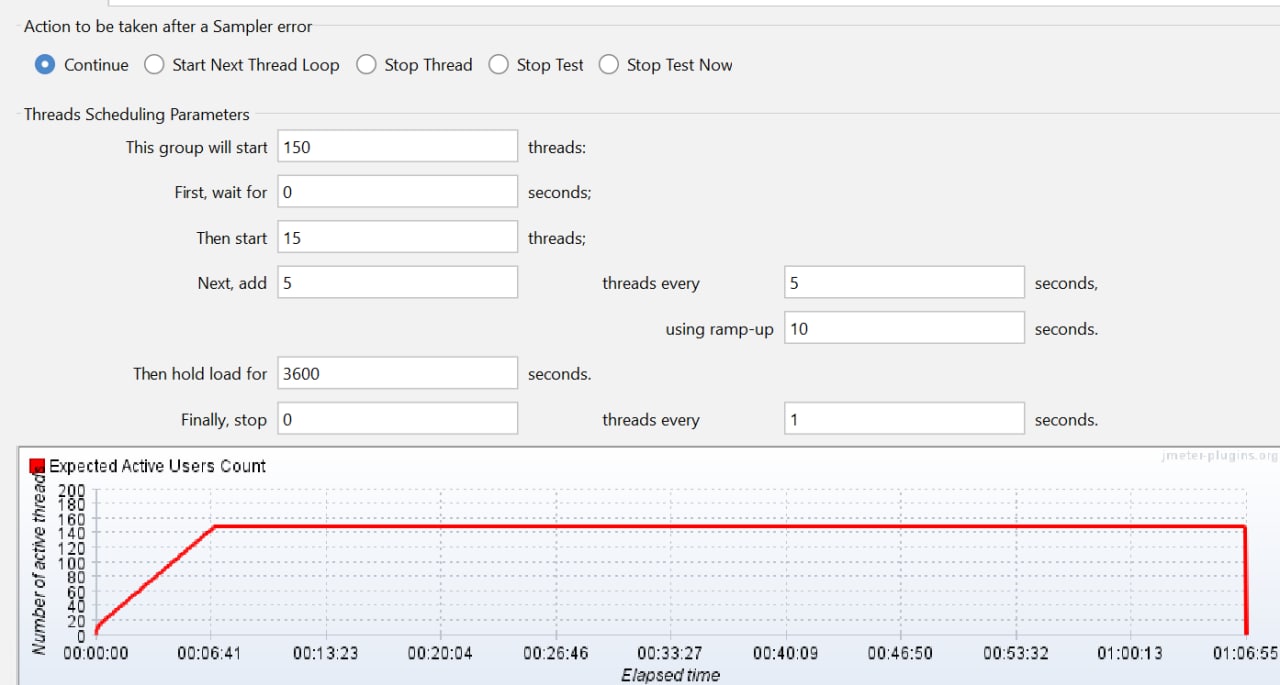 Action to be taken after a Sampler error
Continue Start Next Thread Loop Stop Thread Stop Test Stop Test Now
Threads Scheduling Parameters
This group will start 150 threads:
First, wait for 0 seconds;
Then start 15 threads;
Next, add 5 threads every 5 seconds,
using ramp-up 10 seconds.
Then hold load for 3600 seconds.
Finally, stop 0 threads every 1 seconds.
jmeter-plugins.org
Expected Active Users Count
Number of active threads
200
180
160
140
120
100
80
60
40
20
0
00:00:00 00:06:41 00:13:23 00:20:04 00:26:46 00:33:27 00:40:09 00:46:50 00:53:32 01:00:13 01:06:55
Elapsed time